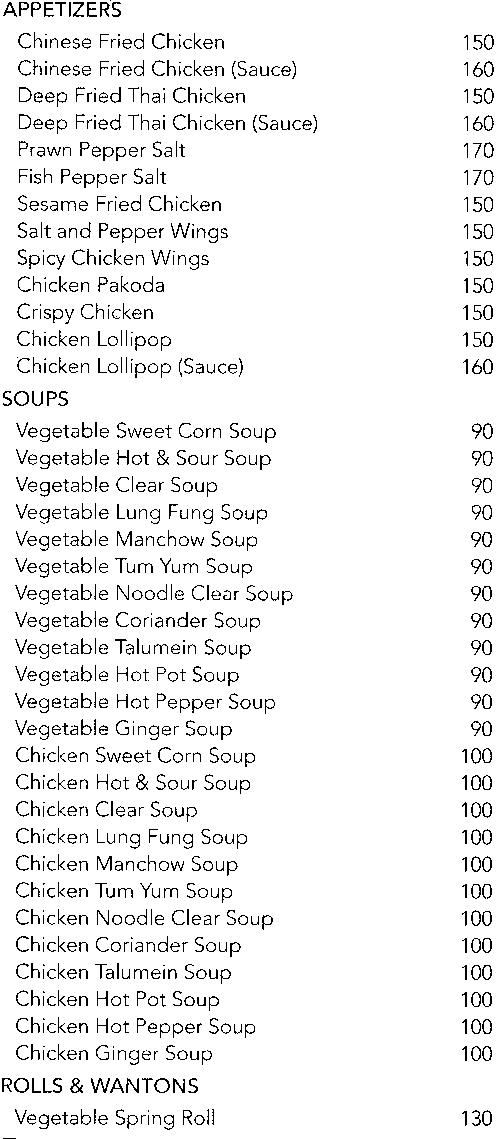 APPETIZERS
Chinese Fried Chicken 150
Chinese Fried Chicken (Sauce) 160
Deep Fried Thai Chicken 150
Deep Fried Thai Chicken (Sauce) 160
Prawn Pepper Salt 170
Fish Pepper Salt 170
Sesame Fried Chicken 150
Salt and Pepper Wings 150
Spicy Chicken Wings 150
Chicken Pakoda 150
Crispy Chicken 150
Chicken Lollipop 150
Chicken Lollipop (Sauce) 160
SOUPS
Vegetable Sweet Corn Soup 90
Vegetable Hot & Sour Soup 90
Vegetable Clear Soup 90
Vegetable Lung Fung Soup 90
Vegetable Manchow Soup 90
Vegetable Tum Yum Soup 90
Vegetable Noodle Clear Soup 90
Vegetable Coriander Soup 90
Vegetable Talumein Soup 90
Vegetable Hot Pot Soup 90
Vegetable Hot Pepper Soup 90
Vegetable Ginger Soup 90
Chicken Sweet Corn Soup 100
Chicken Hot & Sour Soup 100
Chicken Clear Soup 100
Chicken Lung Fung Soup 100
Chicken Manchow Soup 100
Chicken Tum Yum Soup 100
Chicken Noodle Clear Soup 100
Chicken Coriander Soup 100
Chicken Talumein Soup 100
Chicken Hot Pot Soup 100
Chicken Hot Pepper Soup 100
Chicken Ginger Soup 100
ROLLS & WANTONS
Vegetable Spring Roll 130